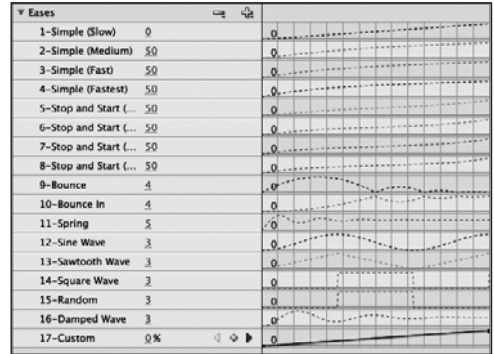 Eases
1-Simple (Slow) 0 0
2-Simple (Medium) 50 0
3-Simple (Fast) 50 0
4-Simple (Fastest) 50 0
5-Stop and Start (... 50 0
6-Stop and Start (... 50 0
7-Stop and Start (... 50 0
8-Stop and Start (... 50 0
9-Bounce 4 0
10-Bounce In 4 0
11-Spring 5 0
12-Sine Wave 3 0
13-Sawtooth Wave 3 0
14-Square Wave 3 0
15-Random 3 0
16-Damped Wave 3 0
17-Custom 0% 0